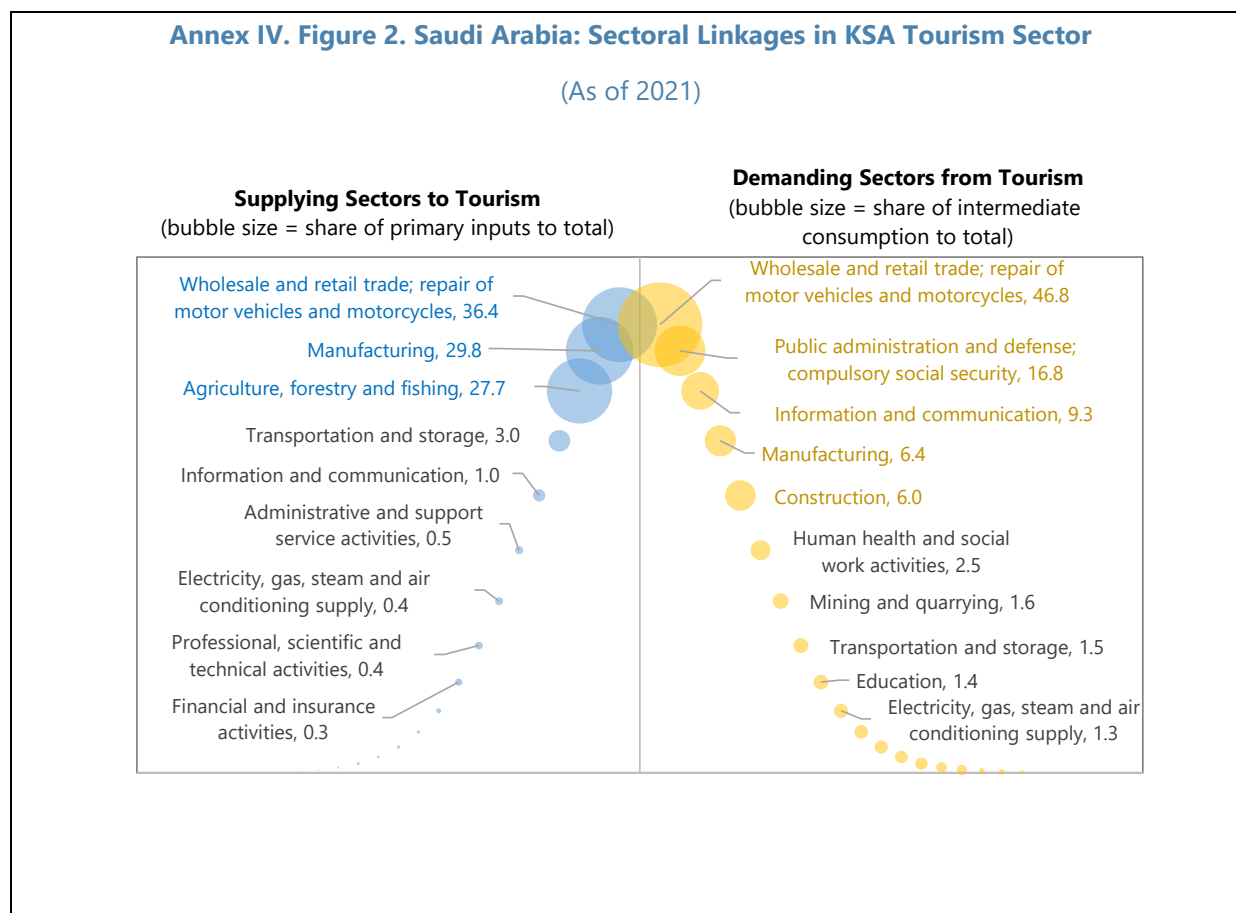 Annex IV. Figure 2. Saudi Arabia: Sectoral Linkages in KSA Tourism Sector
(As of 2021)
Supplying Sectors to Tourism
(bubble size = share of primary inputs to total)
Wholesale and retail trade; repair of
motor vehicles and motorcycles, 36.4
Manufacturing, 29.8
Agriculture, forestry and fishing, 27.7
Transportation and storage, 3.0
Information and communication, 1.0
Administrative and support
service activities, 0.5
Electricity, gas, steam and air
conditioning supply, 0.4
Professional, scientific and
technical activities, 0.4
Financial and insurance
activities, 0.3
Demanding Sectors from Tourism
(bubble size = share of intermediate
consumption to total)
Wholesale and retail trade; repair of
motor vehicles and motorcycles, 46.8
Public administration and defense;
compulsory social security, 16.8
Information and communication, 9.3
Manufacturing, 6.4
Construction, 6.0
Human health and social
work activities, 2.5
Mining and quarrying, 1.6
Transportation and storage, 1.5
Education, 1.4
Electricity, gas, steam and air
conditioning supply, 1.3